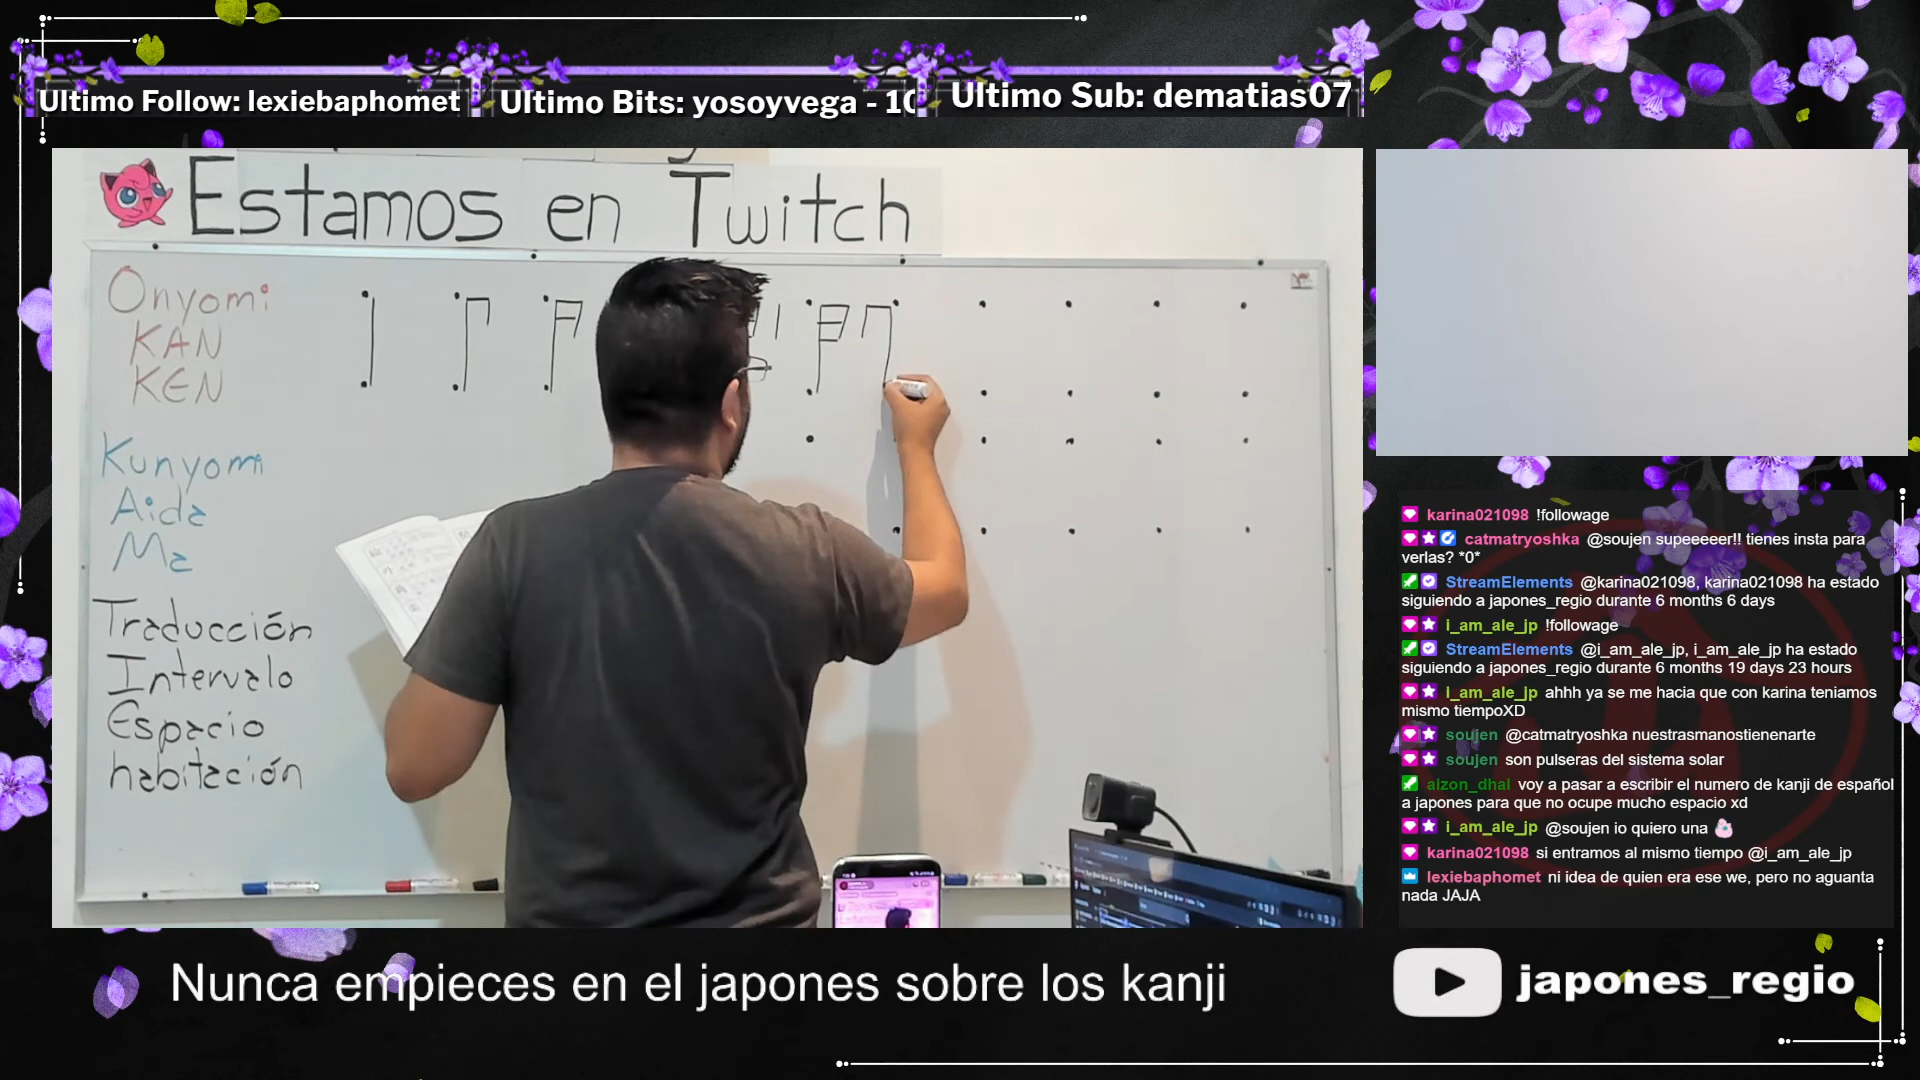 Ultimo Follow: lexiebaphomet
Ultimo Bits: yosoyvega - 10
Ultimo Sub: dematias07
Estamos en Twitch
Onyomi
KAN
KEN
Kunyomi
Aida
Ma
Traducción
Intervalo
Espacio
habitación
karina021098 !followage
catmatryoshka @soujen supeeeeer!! tienes insta para
verlas? *0*
StreamElements @karina021098, karina021098 ha estado
siguiendo a japones_regio durante 6 months 6 days
i_am_ale_jp !followage
StreamElements @i_am_ale_jp, i_am_ale_jp ha estado
siguiendo a japones_regio durante 6 months 19 days 23 hours
i_am_ale_jp ahhh ya se me hacia que con karina teniamos
mismo tiempoXD
soujen @catmatryoshka nuestrasmanostienenarte
soujen son pulseras del sistema solar
aizon_dhal voy a pasar a escribir el numero de kanji de español
a japones para que no ocupe mucho espacio xd
i_am_ale_jp @soujen io quiero una
karina021098 si entramos al mismo tiempo @i_am_ale_jp
lexiebaphomet ni idea de quien era ese we, pero no aguanta
nada JAJA
Nunca empieces en el japones sobre los kanji
japones_regio